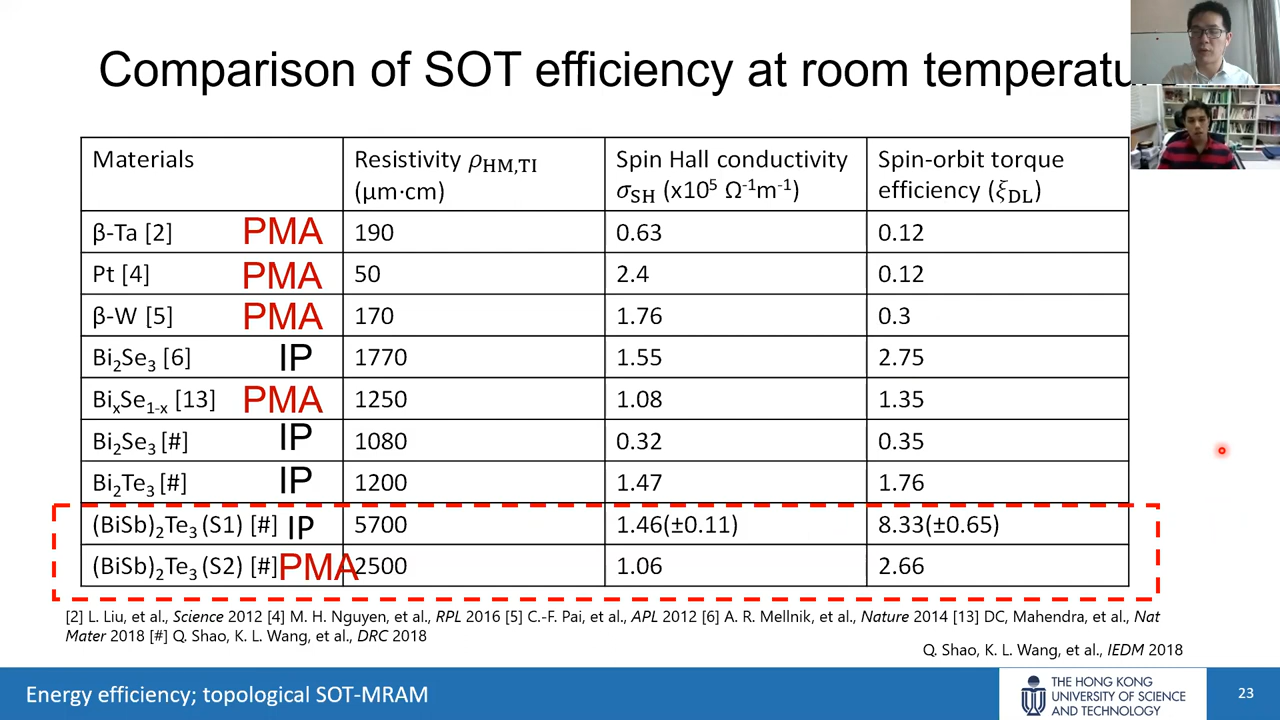 Comparison of SOT efficiency at room temperatu
Materials
Resistivity ρHM,TI
(μm·cm)
Spin Hall conductivity
σSH (x10⁵ Ω⁻¹m⁻¹)
Spin-orbit torque
efficiency (ξDL)
β-Ta [2] PMA 190 0.63 0.12
Pt [4] PMA 50 2.4 0.12
β-W [5] PMA 170 1.76 0.3
Bi₂Se₃ [6] IP 1770 1.55 2.75
BiₓSe₁₋ₓ [13] PMA 1250 1.08 1.35
Bi₂Se₃ [#] IP 1080 0.32 0.35
Bi₂Te₃ [#] IP 1200 1.47 1.76
(BiSb)₂Te₃ (S1) [#] IP 5700 1.46(±0.11) 8.33(±0.65)
(BiSb)₂Te₃ (S2) [#] PMA 2500 1.06 2.66
[2] L. Liu, et al., Science 2012 [4] M. H. Nguyen, et al., RPL 2016 [5] C.-F. Pai, et al., APL 2012 [6] A. R. Mellnik, et al., Nature 2014 [13] DC, Mahendra, et al., Nat
Mater 2018 [#] Q. Shao, K. L. Wang, et al., DRC 2018
Q. Shao, K. L. Wang, et al., IEDM 2018
Energy efficiency; topological SOT-MRAM
THE HONG KONG
UNIVERSITY OF SCIENCE
AND TECHNOLOGY
23